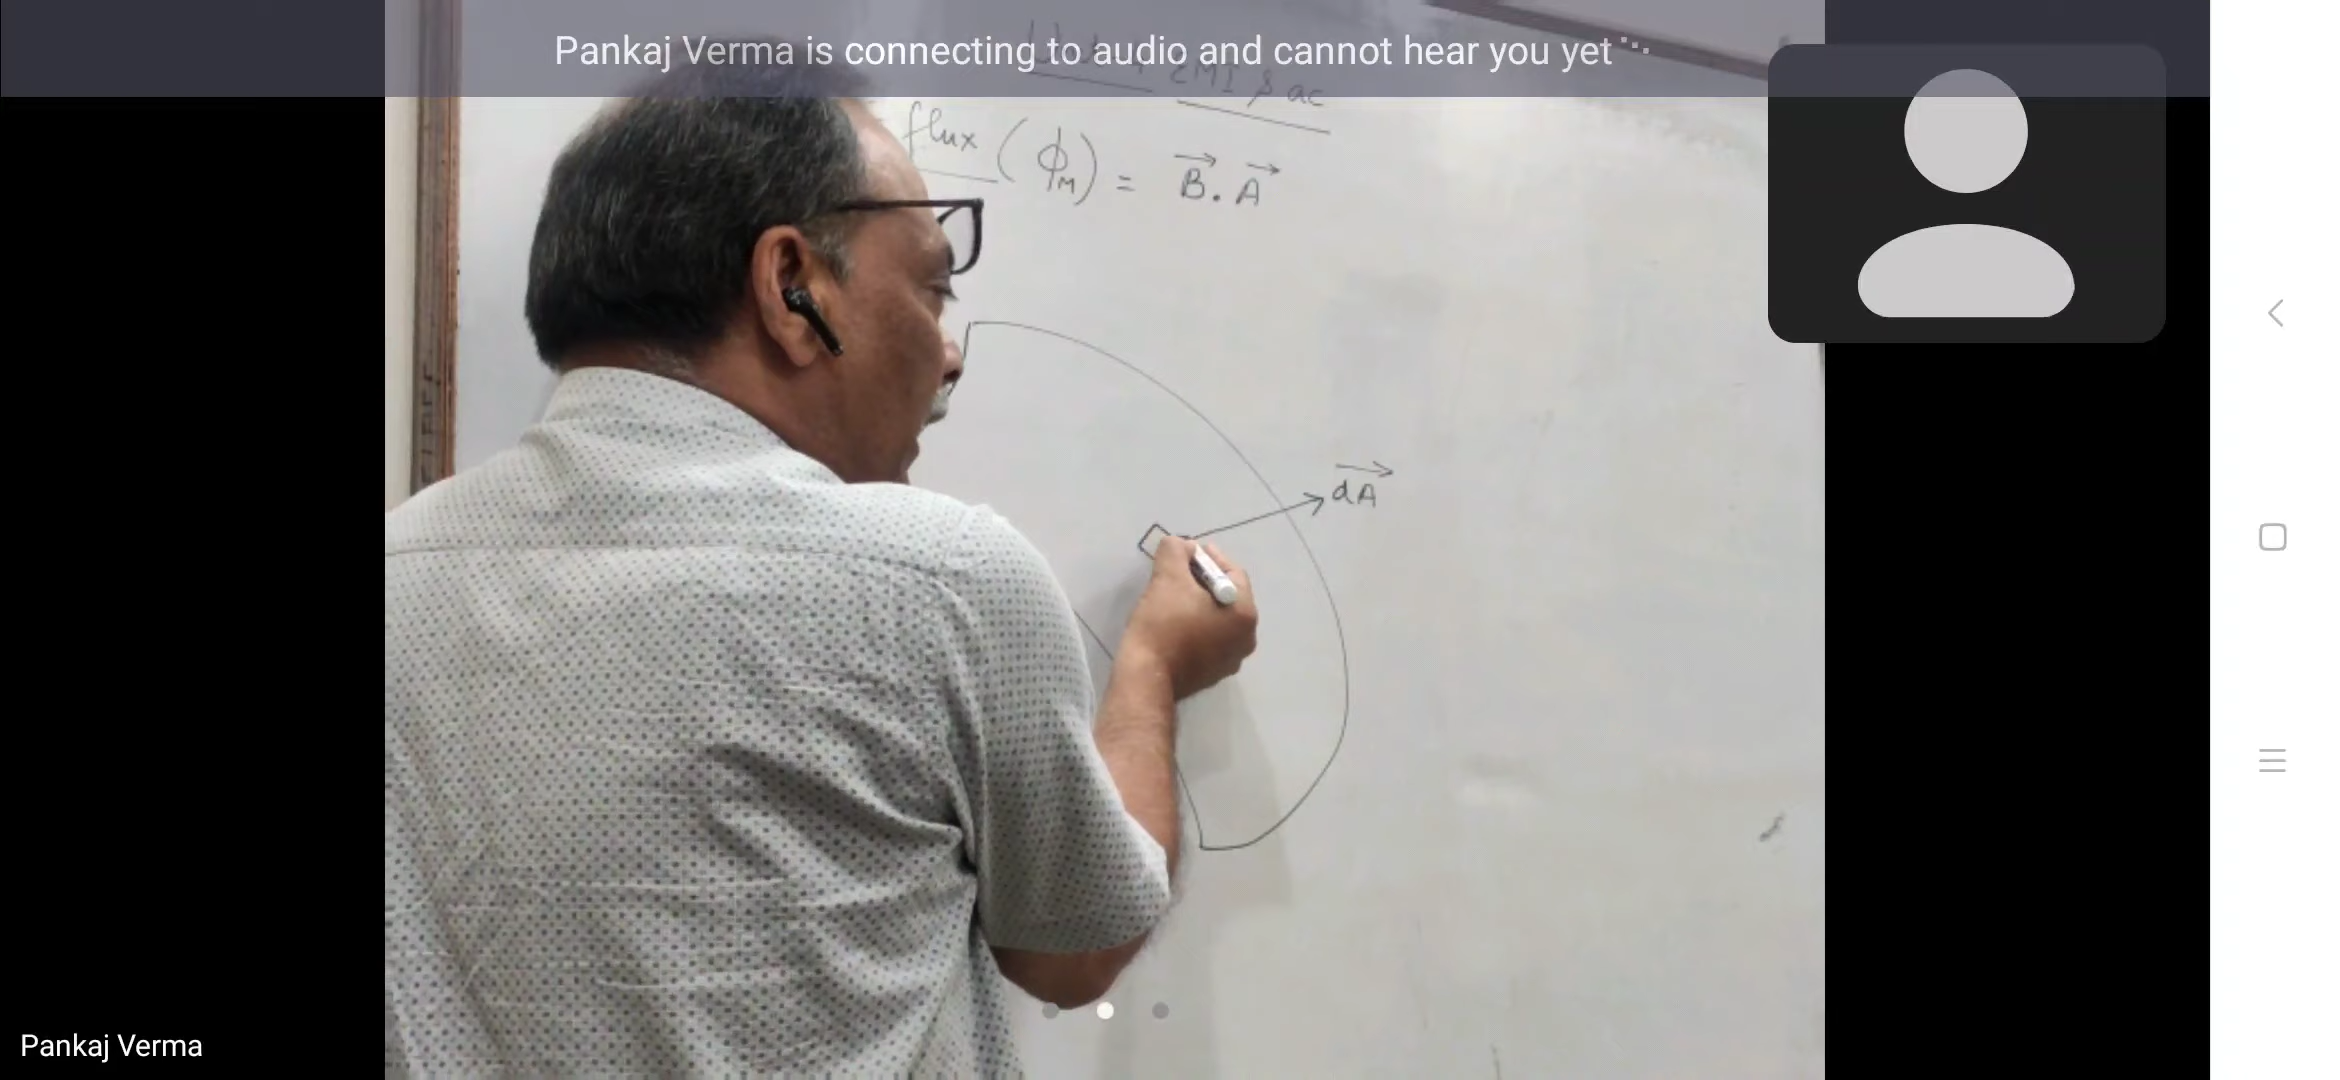 Pankaj Verma is connecting to audio and cannot hear you yet
EMI & ac
flux (ϕM) = B⃗ . A⃗
dA⃗
Pankaj Verma